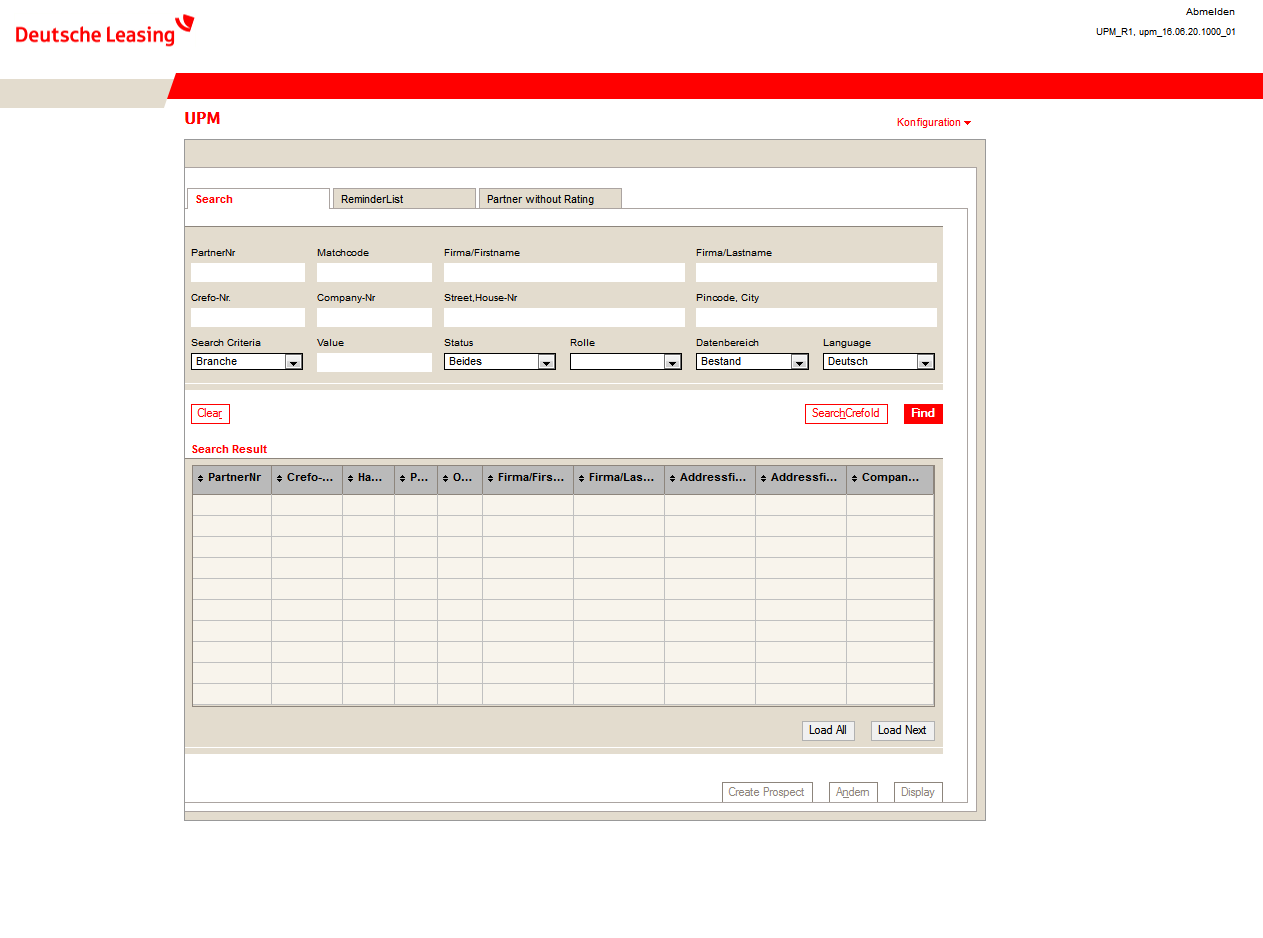 Deutsche Leasing
Abmelden
UPM_R1, upm_16.06.20.1000_01
UPM
Konfiguration
Search ReminderList Partner without Rating
PartnerNr Matchcode Firma/Firstname Firma/Lastname
Crefo-Nr. Company-Nr Street,House-Nr Pincode, City
Search Criteria Value Status Rolle Datenbereich Language
Branche Beides Bestand Deutsch
Clear SearchCrefoId Find
Search Result
PartnerNr Crefo-... Ha... P... O... Firma/Firs... Firma/Las... Addressfi... Addressfi... Compan...
Load All Load Next
Create Prospect Ändern Display